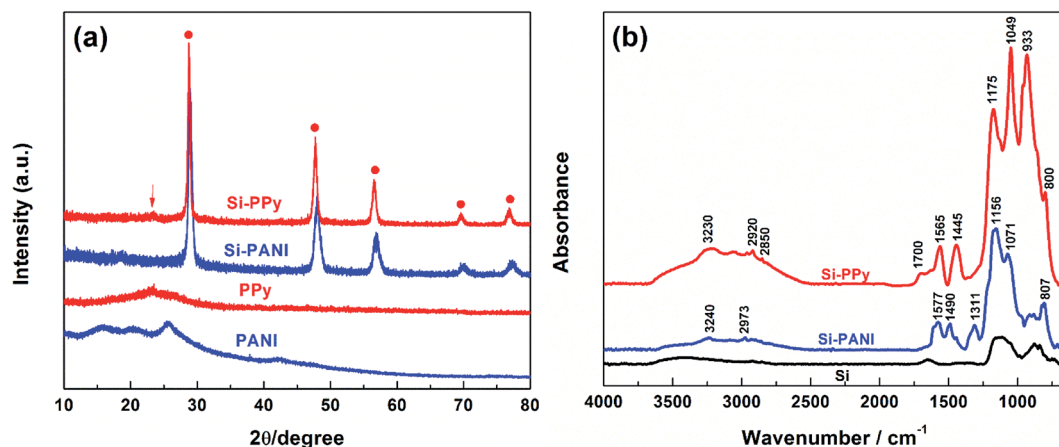 (a)
Intensity (a.u.)
Si-PPy
Si-PANI
PPy
PANI
10 20 30 40 50 60 70 80
2θ/degree
(b)
Absorbance
3230
2920
2850
1700
1565
1445
1175
1049
933
800
Si-PPy
3240
2973
1577
1490
1311
1156
1071
807
Si-PANI
Si
4000 3500 3000 2500 2000 1500 1000
Wavenumber / cm⁻¹